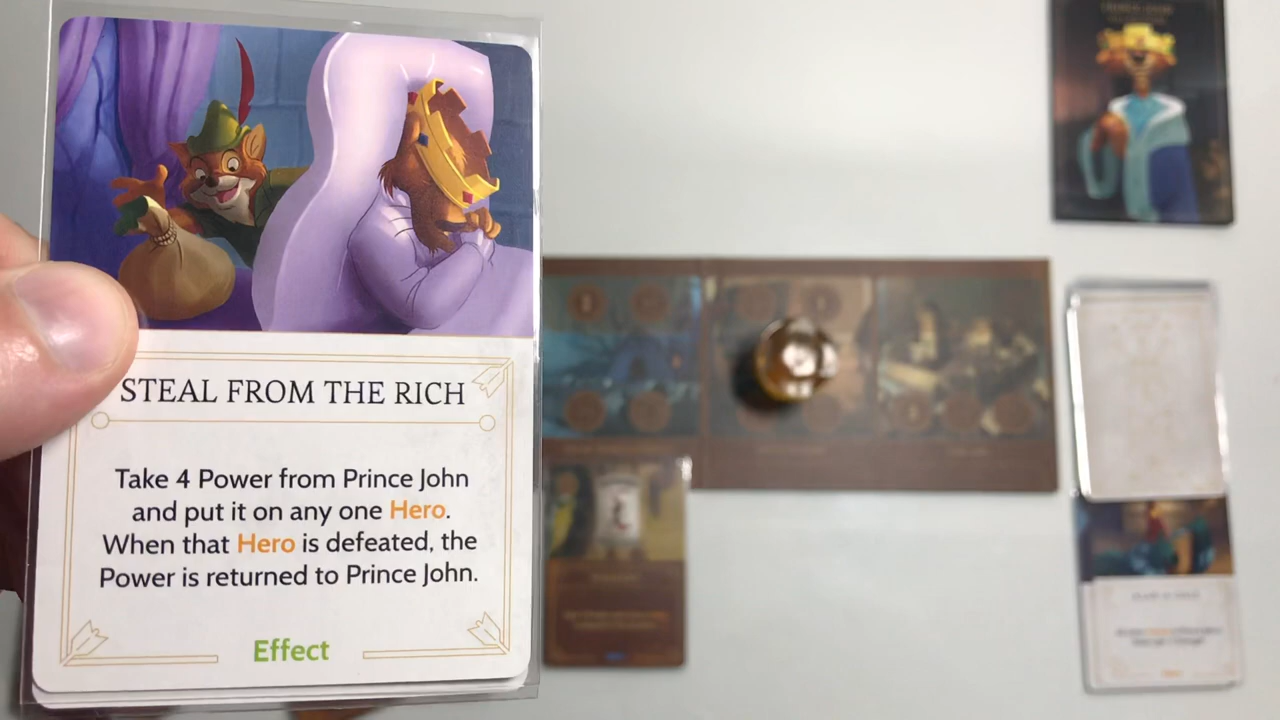 STEAL FROM THE RICH
Take 4 Power from Prince John
and put it on any one Hero.
When that Hero is defeated, the
Power is returned to Prince John.
Effect